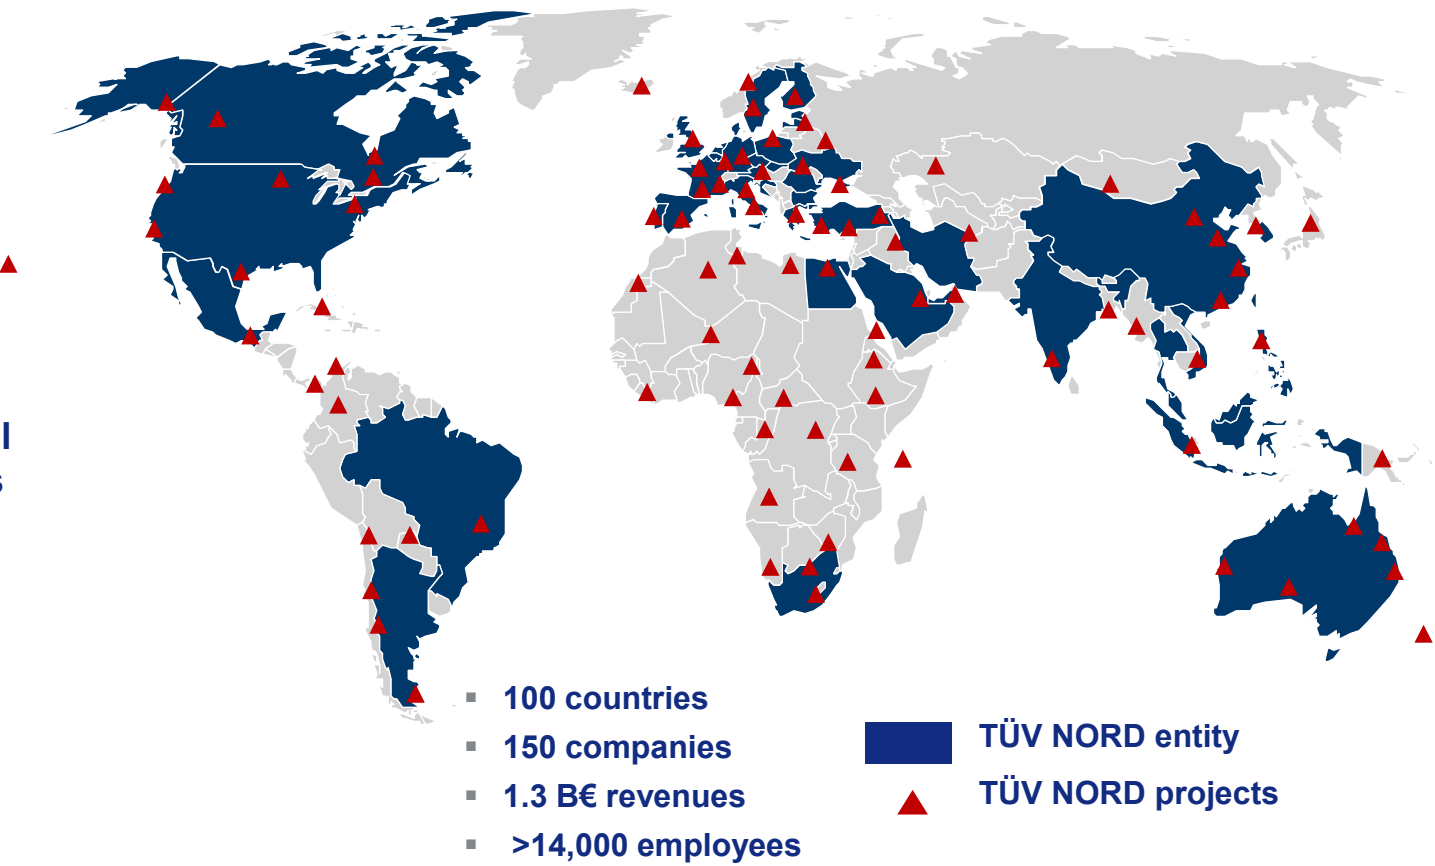 l
s
100 countries
150 companies
1.3 B€ revenues
>14,000 employees
TÜV NORD entity
TÜV NORD projects